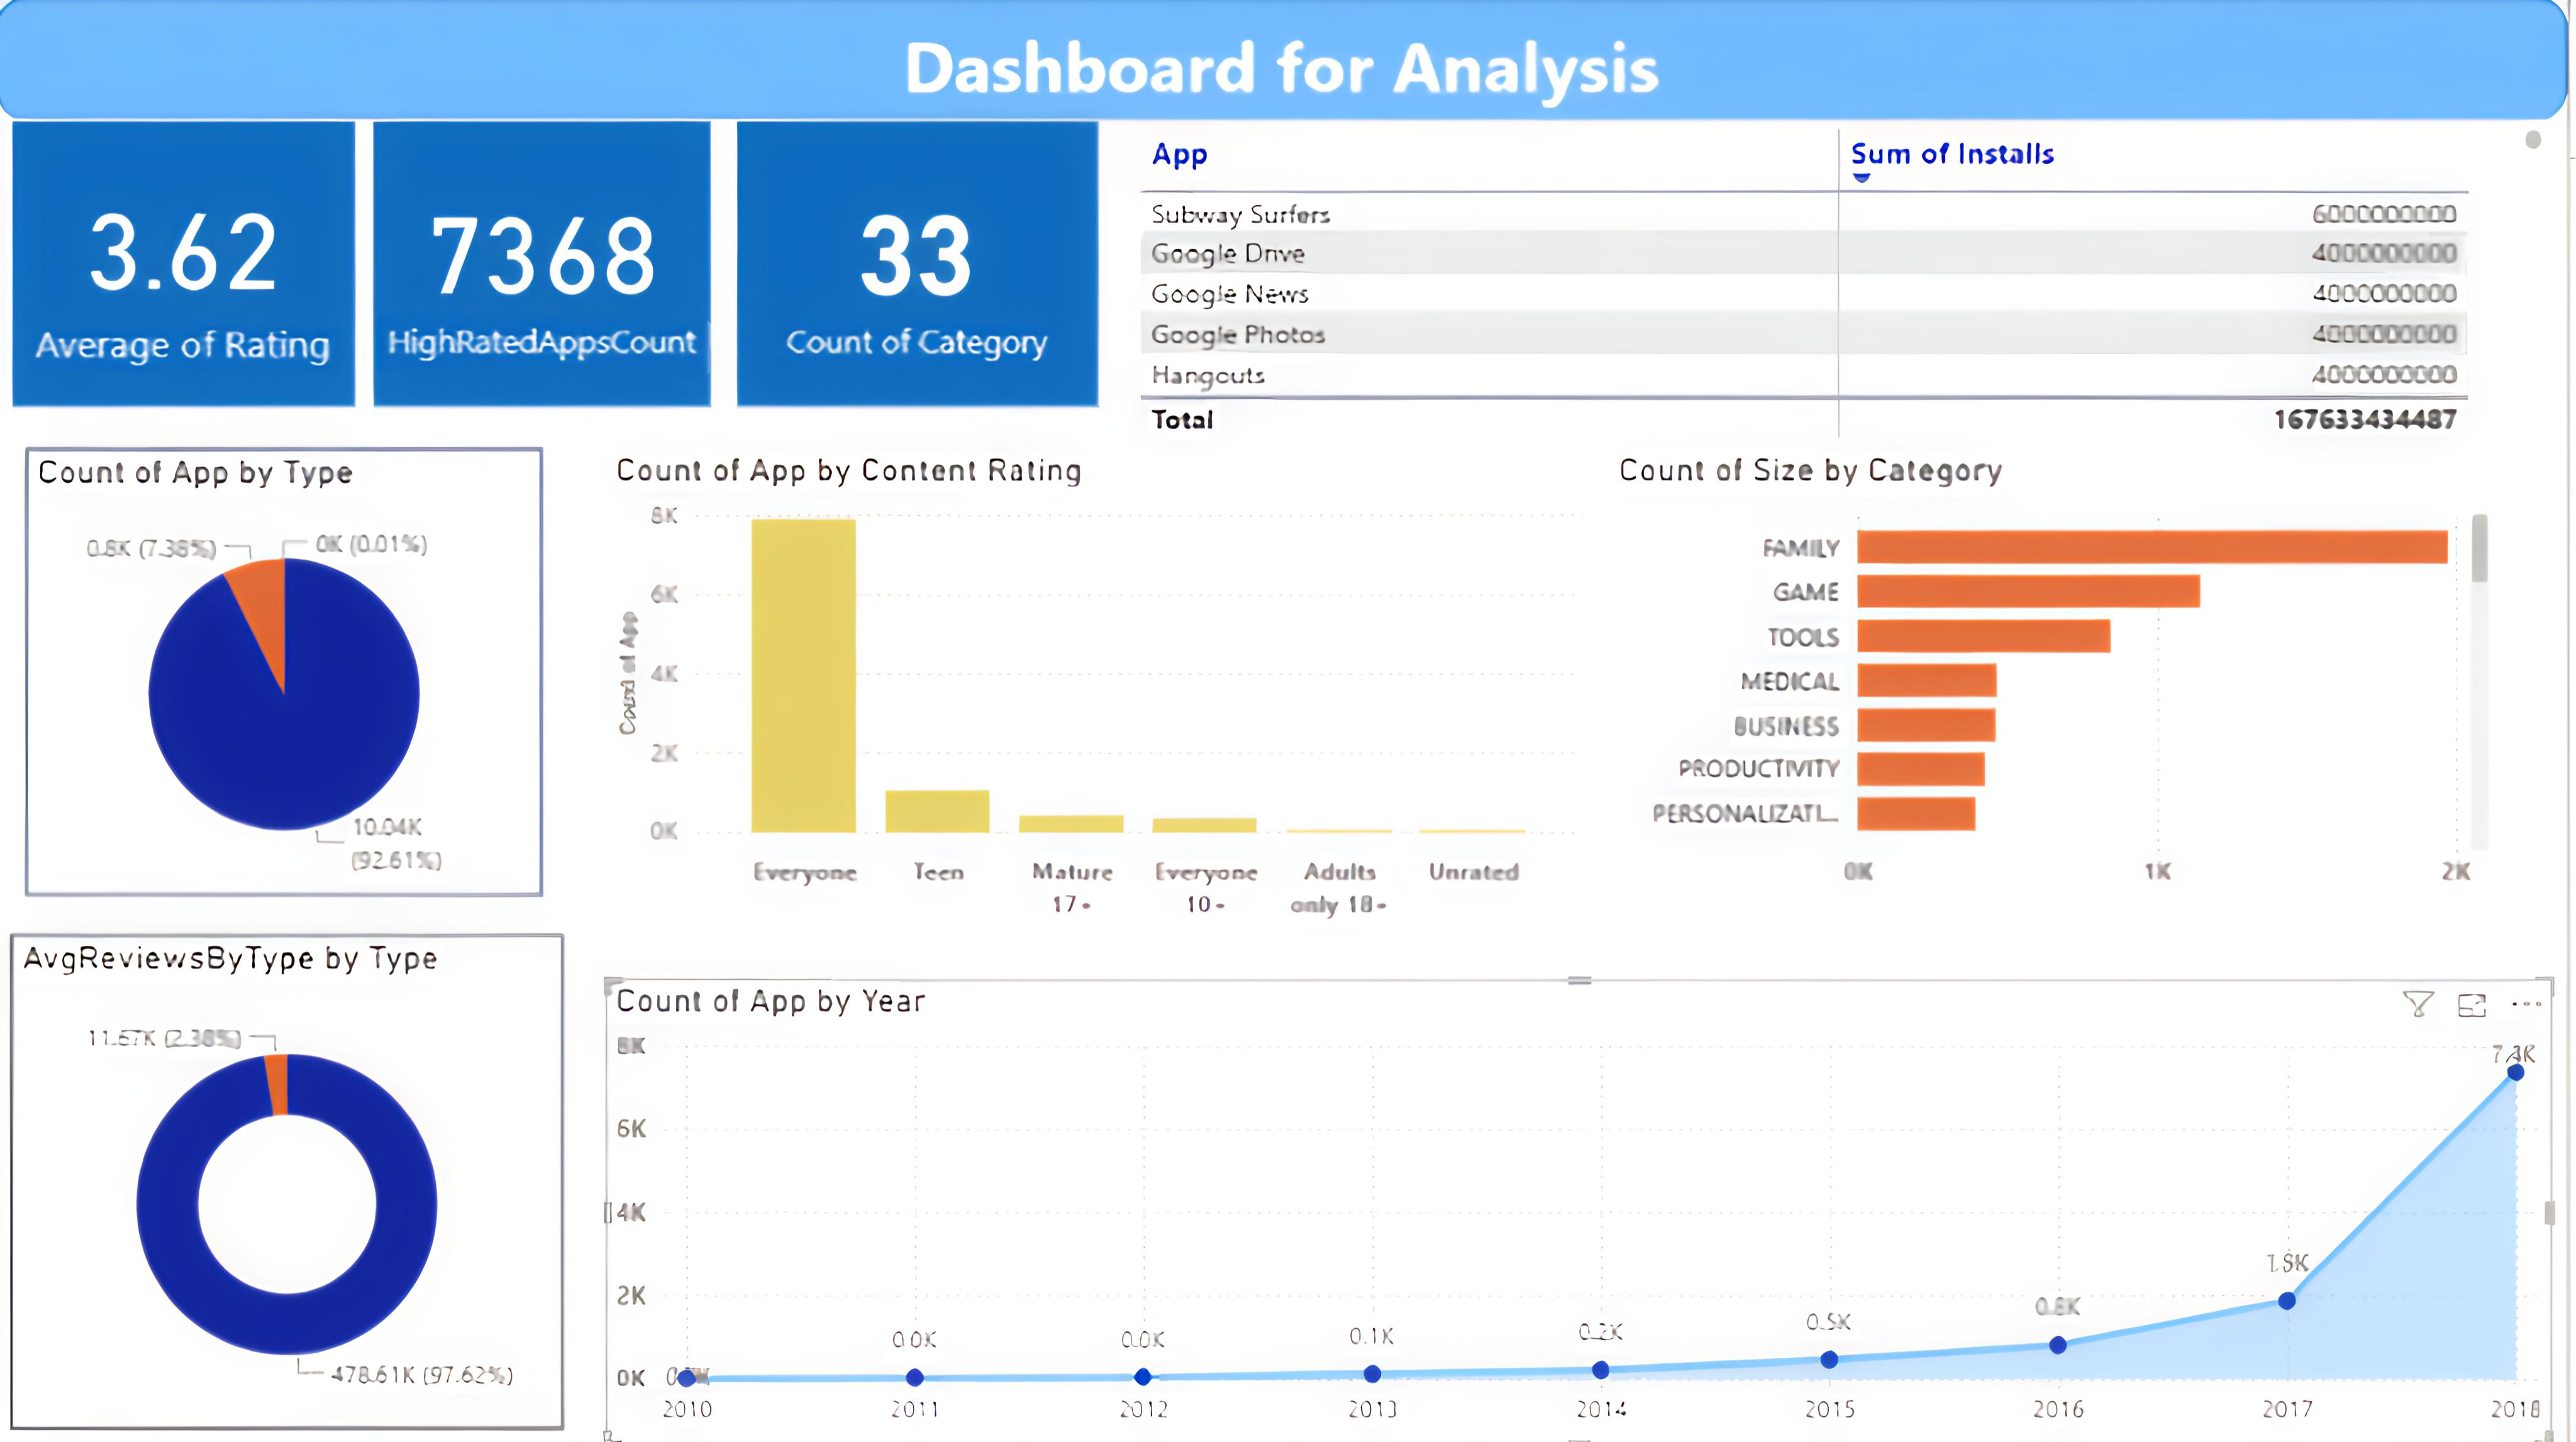 Dashboard for Analysis
3.62
Average of Rating
7368
HighRatedAppsCount
33
Count of Category
App Sum of Installs
Subway Surfers 6000000000
Google Drive 4000000000
Google News 4000000000
Google Photos 4000000000
Hangouts 4000000000
Total 167633434487
Count of App by Type
0.8K (7.38%)
0K (0.01%)
10.04K
(92.61%)
Count of App by Content Rating
Count of App
8K
6K
4K
2K
0K
Everyone
Teen
Mature
17+
Everyone
10+
Adults
only 18+
Unrated
Count of Size by Category
FAMILY
GAME
TOOLS
MEDICAL
BUSINESS
PRODUCTIVITY
PERSONALIZATI...
0K 1K 2K
AvgReviewsByType by Type
11.67K (2.38%)
478.61K (97.62%)
Count of App by Year
8K
6K
4K
2K
0K
0.0K
0.0K
0.1K
0.2K
0.5K
0.8K
7.4K
2010 2011 2012 2013 2014 2015 2016 2017 2018